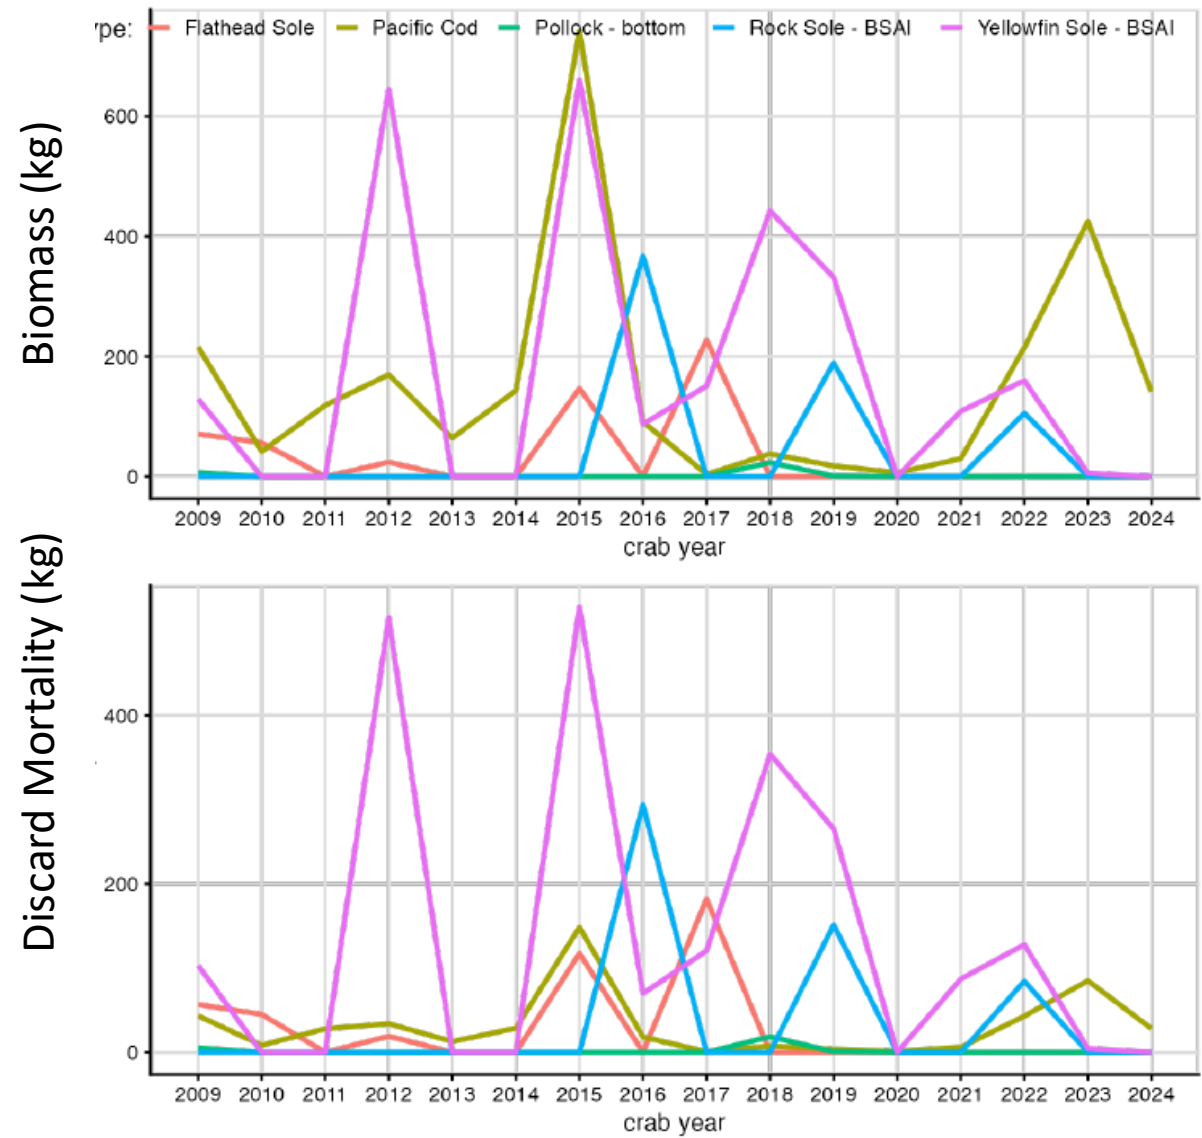 ype: Flathead Sole Pacific Cod Pollock - bottom Rock Sole - BSAI Yellowfin Sole - BSAI
Biomass (kg)
600
400
200
0
2009 2010 2011 2012 2013 2014 2015 2016 2017 2018 2019 2020 2021 2022 2023 2024
crab year
Discard Mortality (kg)
400
200
0
2009 2010 2011 2012 2013 2014 2015 2016 2017 2018 2019 2020 2021 2022 2023 2024
crab year